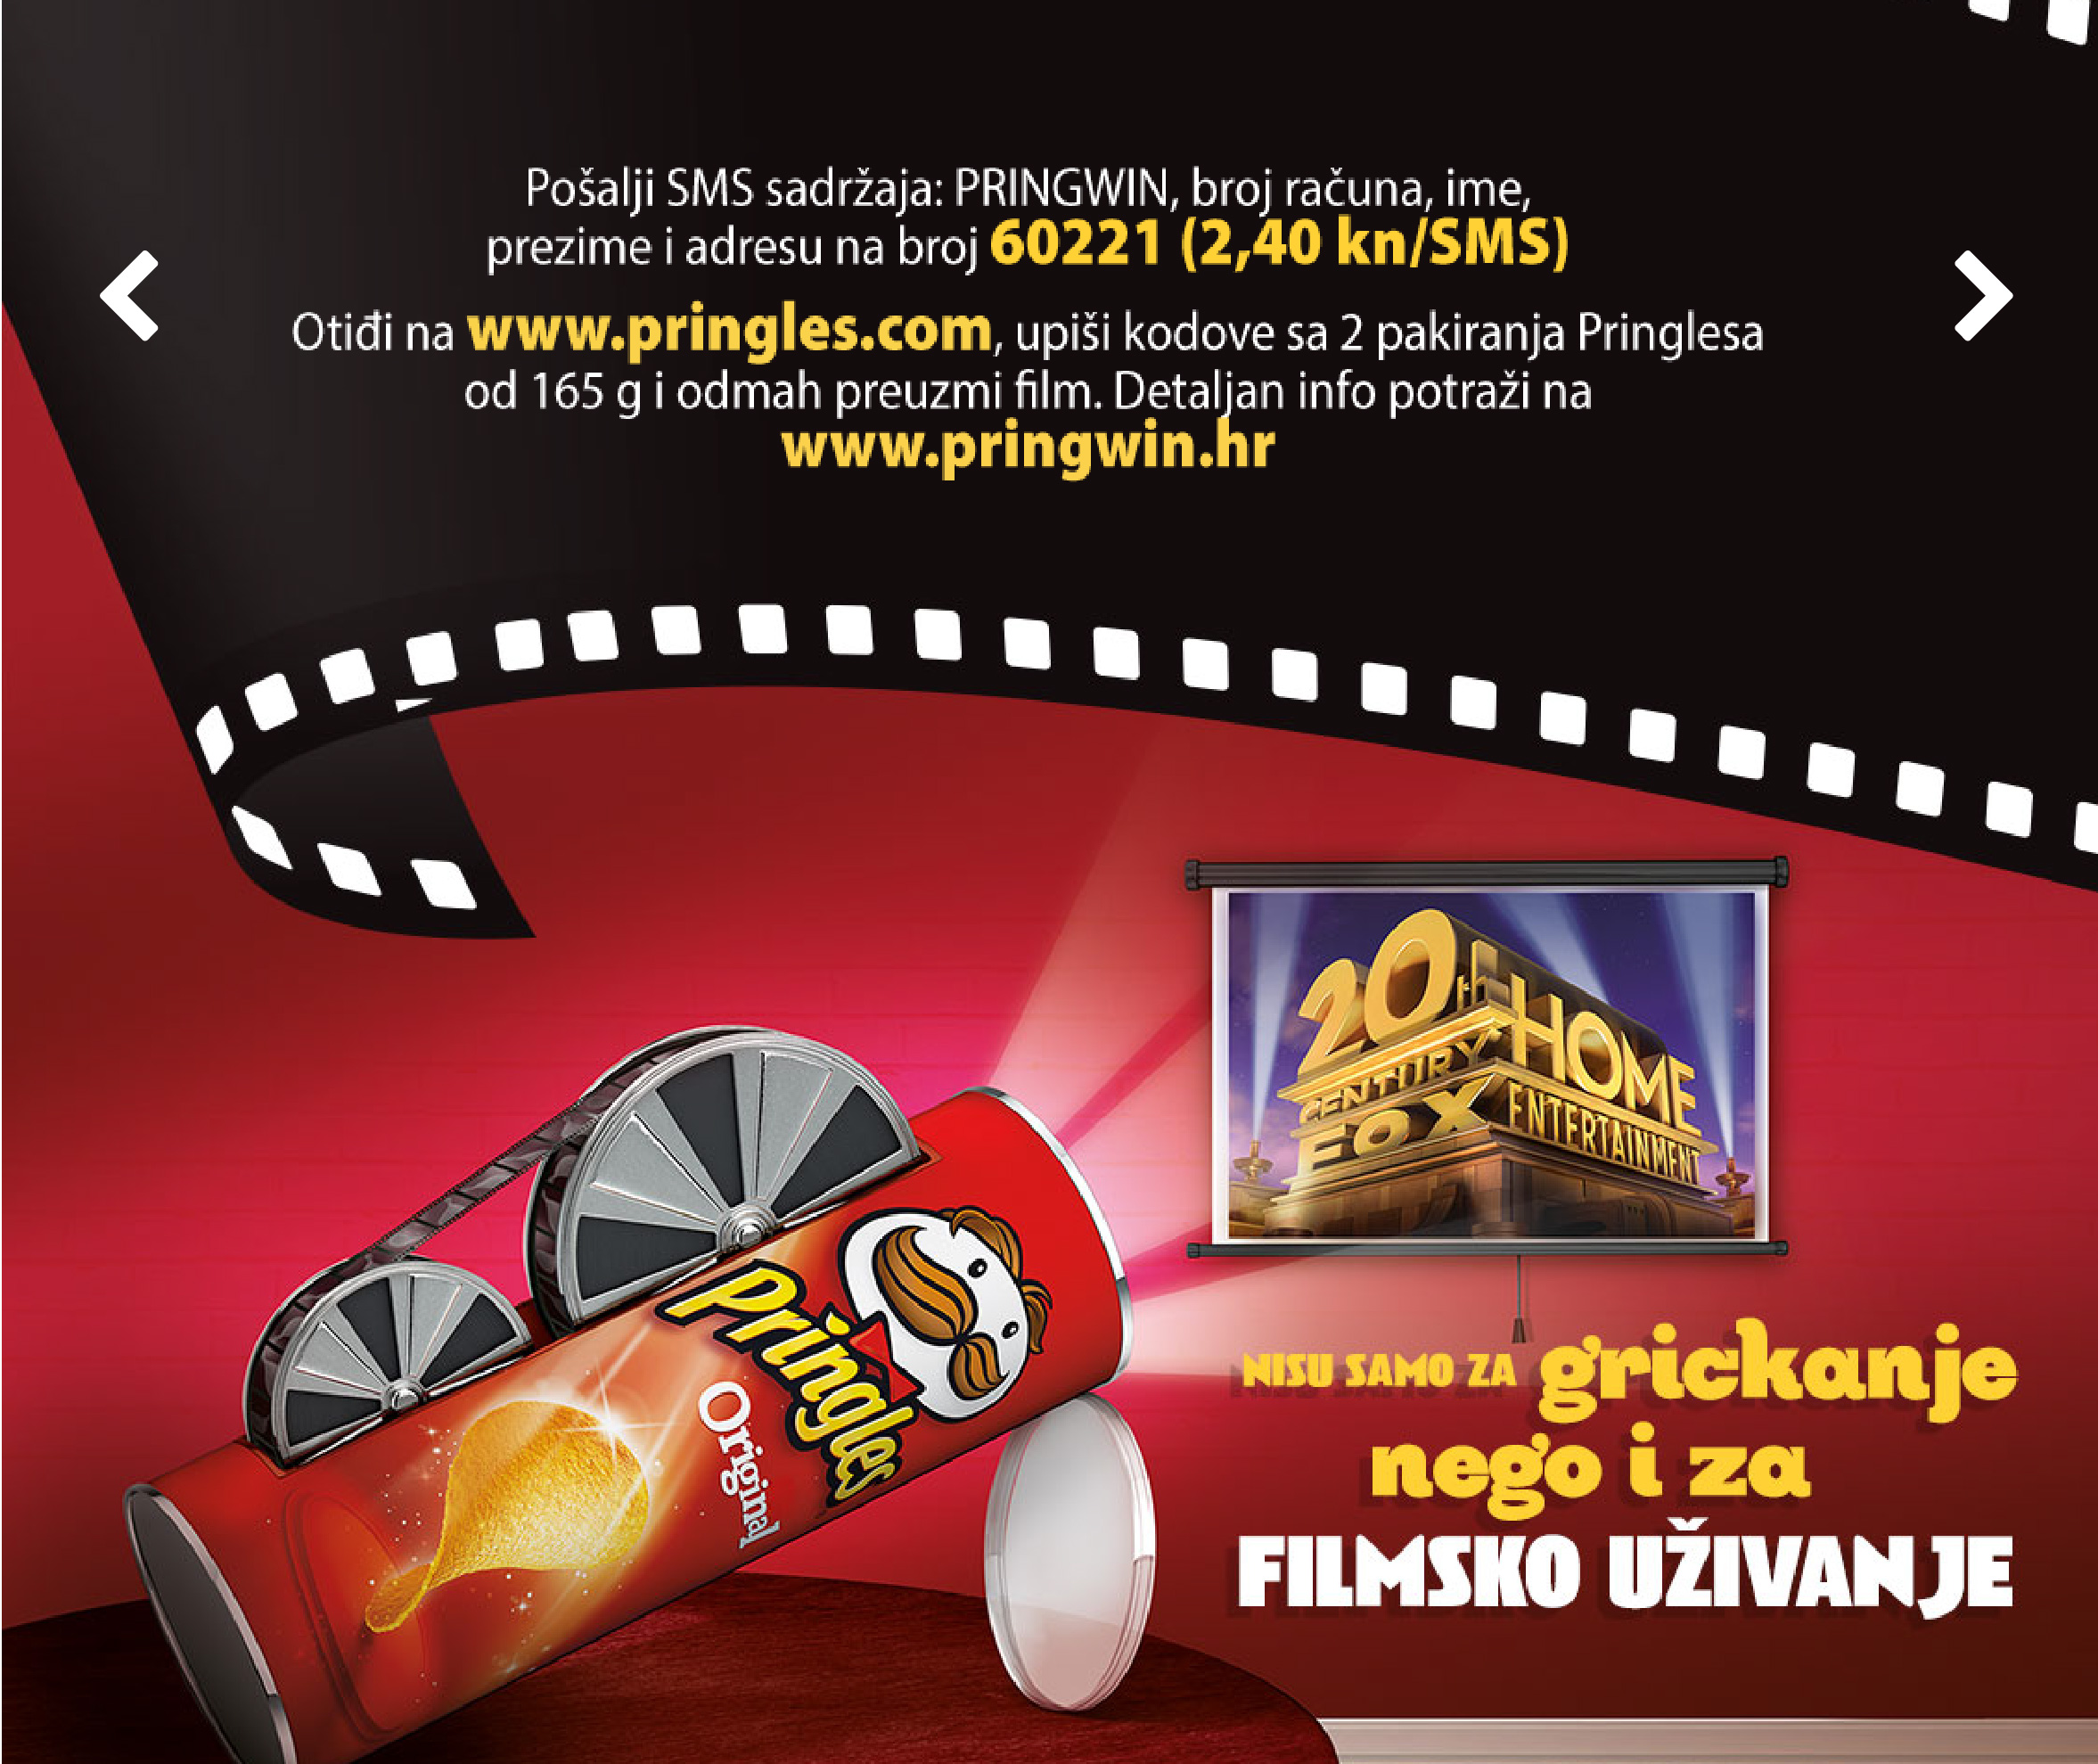 Pošalji SMS sadržaja: PRINGWIN, broj računa, ime,
prezime i adresu na broj 60221 (2,40 kn/SMS)
Otiđi na www.pringles.com, upiši kodove sa 2 pakiranja Pringlesa
od 165 g i odmah preuzmi film. Detaljan info potraži na
www.pringwin.hr
20th
CENTURY
FOX
HOME
ENTERTAINMENT
Pringles
Original
NISU SAMO ZA grickanje
nego i za
FILMSKO UŽIVANJE